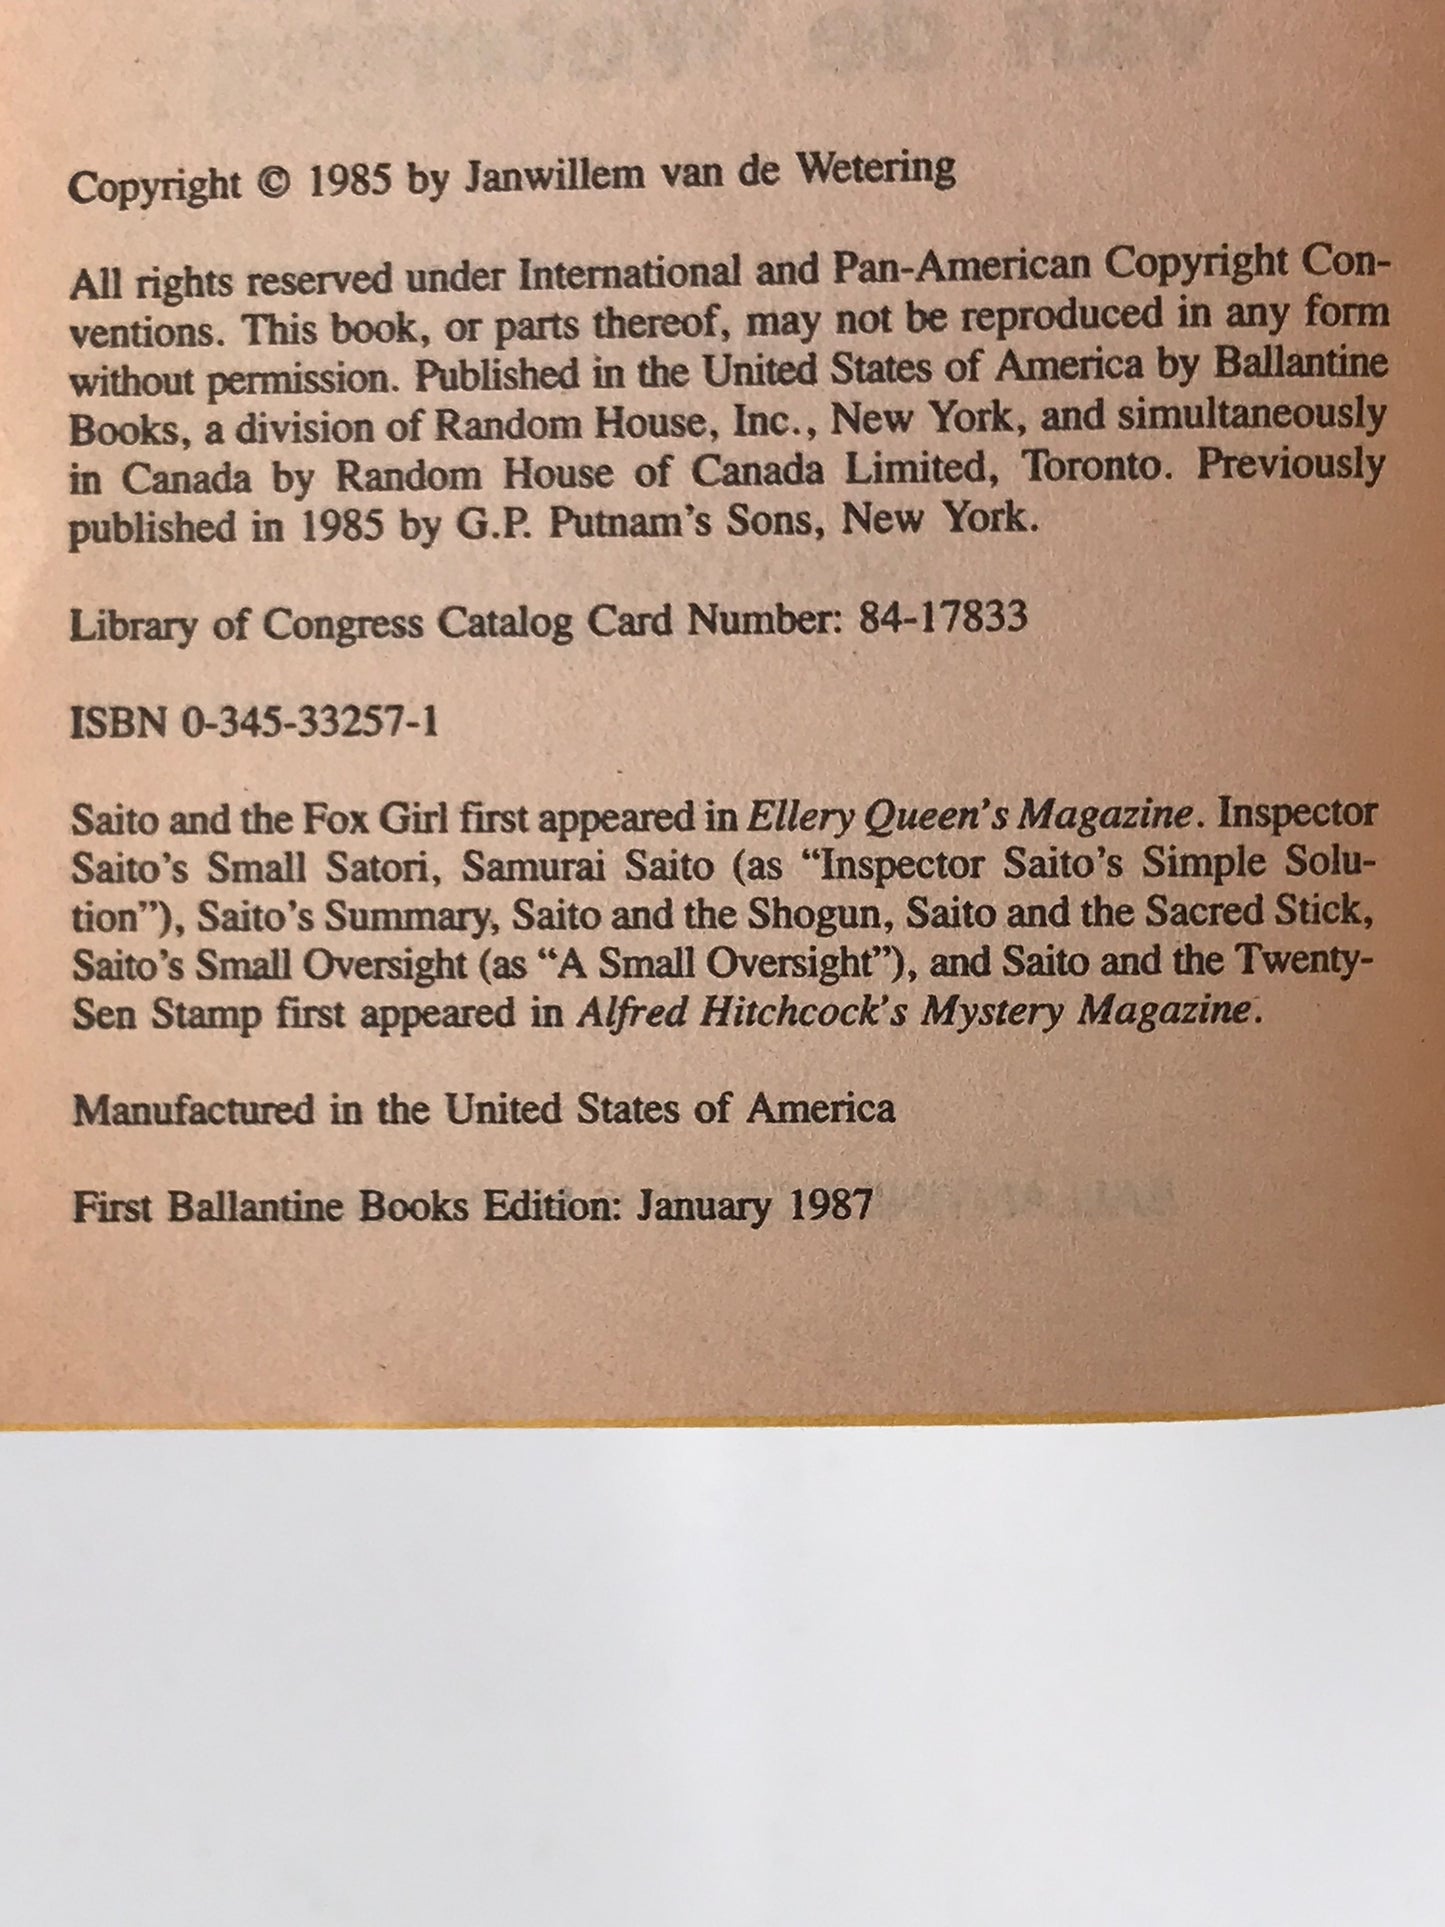 Copyright © 1985 by Janwillem van de Wetering
All rights reserved under International and Pan-American Copyright Con-
ventions. This book, or parts thereof, may not be reproduced in any form
without permission. Published in the United States of America by Ballantine
Books, a division of Random House, Inc., New York, and simultaneously
in Canada by Random House of Canada Limited, Toronto. Previously
published in 1985 by G.P. Putnam's Sons, New York.
Library of Congress Catalog Card Number: 84-17833
ISBN 0-345-33257-1
Saito and the Fox Girl first appeared in Ellery Queen's Magazine. Inspector
Saito's Small Satori, Samurai Saito (as “Inspector Saito's Simple Solu-
tion”), Saito's Summary, Saito and the Shogun, Saito and the Sacred Stick,
Saito's Small Oversight (as “A Small Oversight”), and Saito and the Twenty-
Sen Stamp first appeared in Alfred Hitchcock's Mystery Magazine.
Manufactured in the United States of America
First Ballantine Books Edition: January 1987